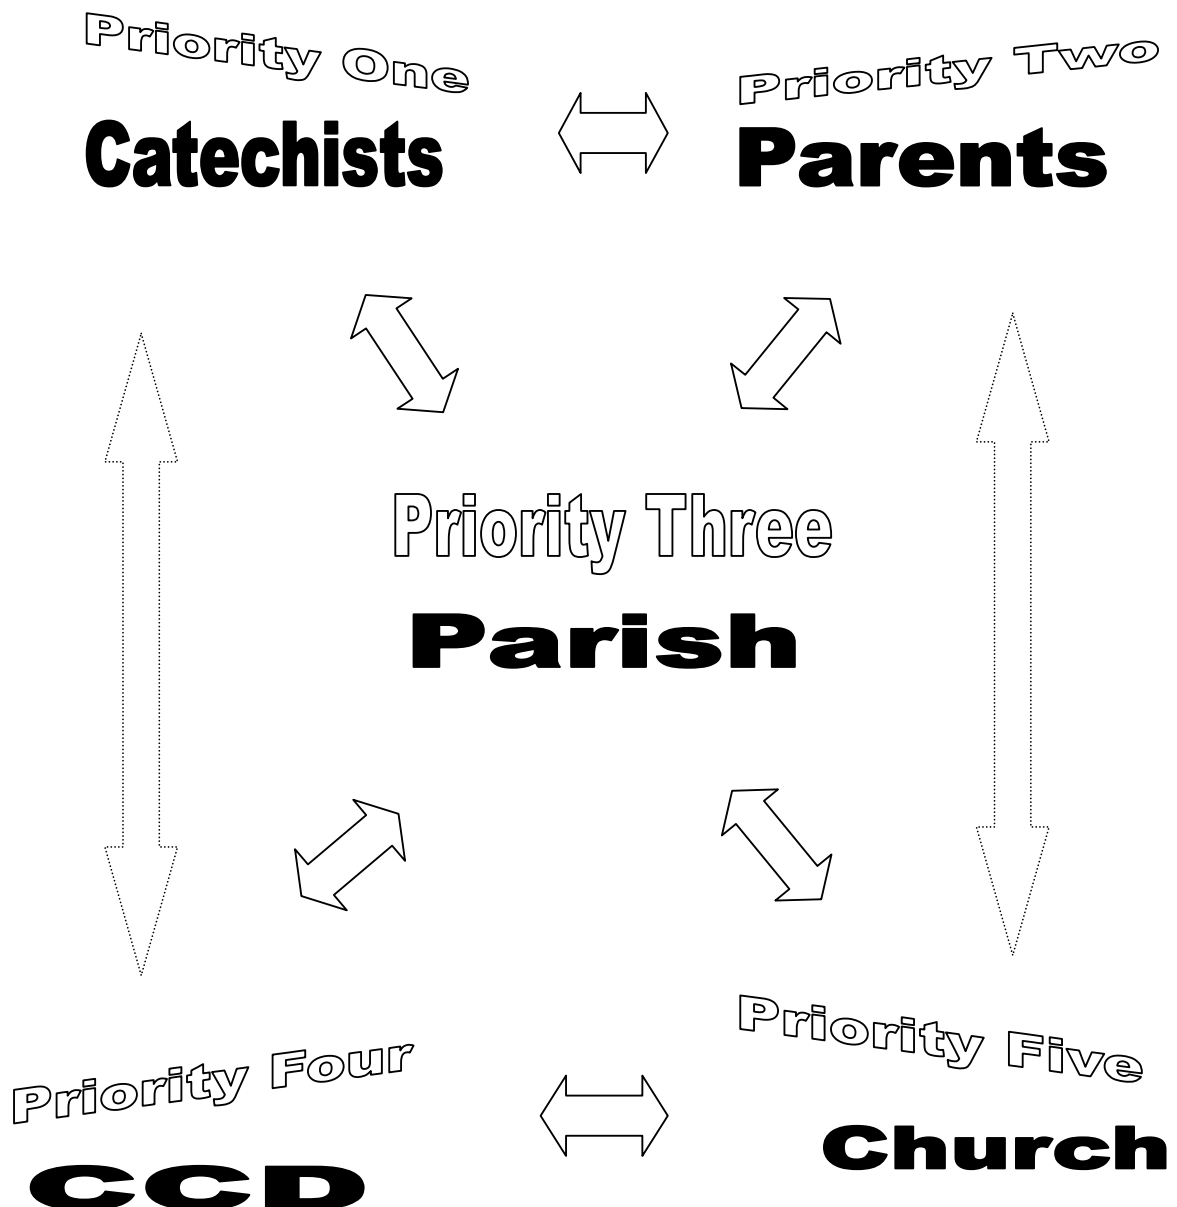 Priority One
Catechists
Priority Two
Parents
Priority Three
Parish
Priority Four
CCD
Priority Five
Church